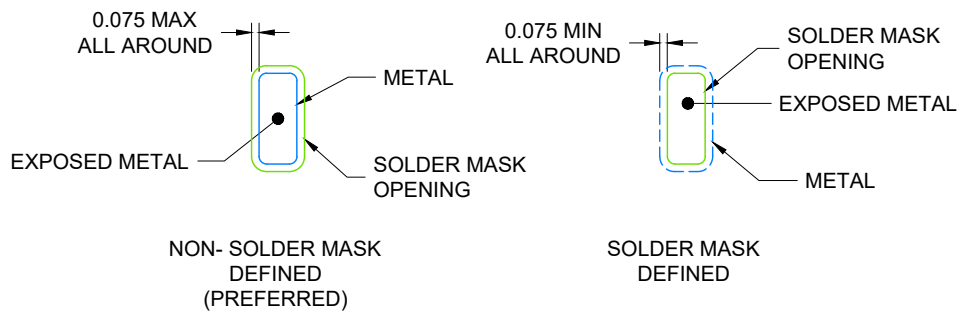 0.075 MAX
ALL AROUND
METAL
EXPOSED METAL
SOLDER MASK
OPENING
NON- SOLDER MASK
DEFINED
(PREFERRED)
0.075 MIN
ALL AROUND
SOLDER MASK
OPENING
EXPOSED METAL
METAL
SOLDER MASK
DEFINED